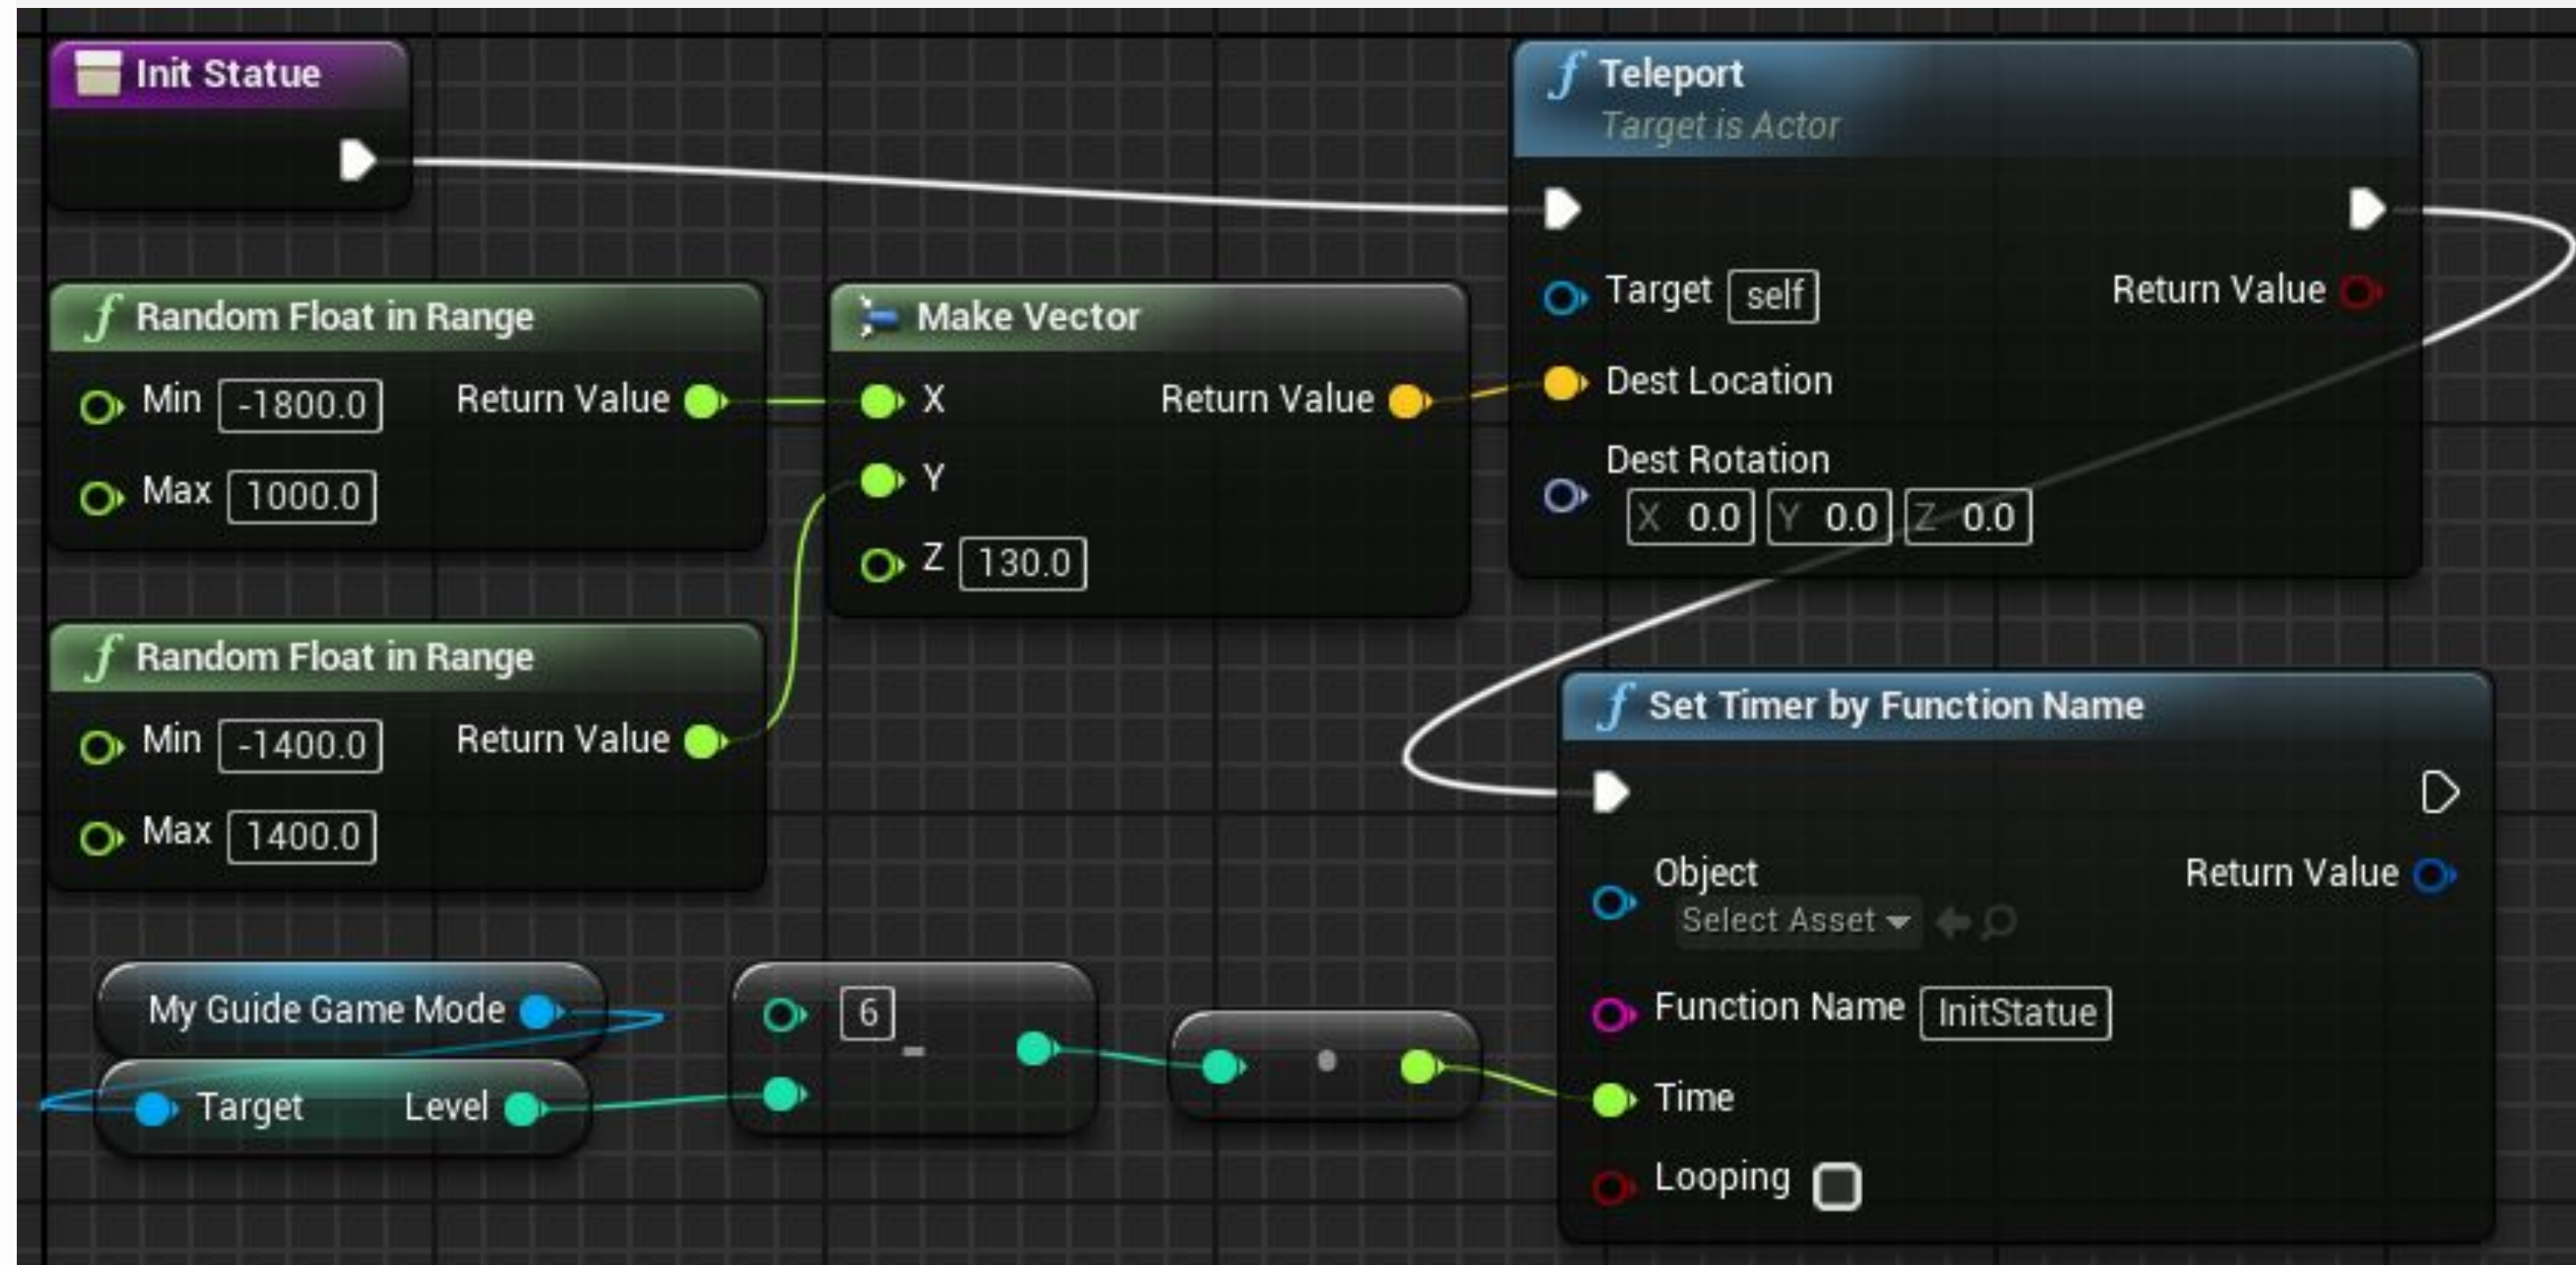 Init Statue
Teleport
Target is Actor
Random Float in Range
Min -1800.0 Return Value
Max 1000.0
Make Vector
X Return Value
Y
Z 130.0
Target self Return Value
Dest Location
Dest Rotation
X 0.0 Y 0.0 Z 0.0
Random Float in Range
Min -1400.0 Return Value
Max 1400.0
Set Timer by Function Name
Object Return Value
Select Asset
Function Name InitStatue
Time
Looping
My Guide Game Mode
Target Level
6
-